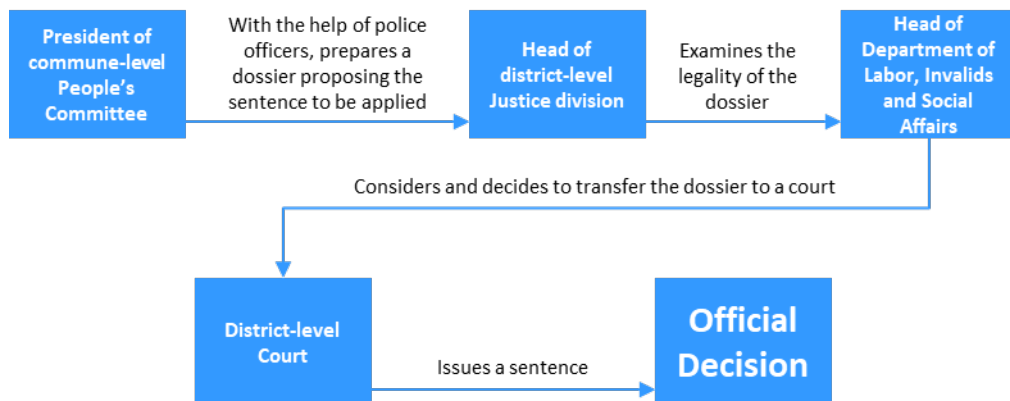 President of
commune-level
People's
Committee
With the help of police
officers, prepares a
dossier proposing the
sentence to be applied
Head of
district-level
Justice division
Examines the
legality of the
dossier
Head of
Department of
Labor, Invalids
and Social
Affairs
Considers and decides to transfer the dossier to a court
District-level
Court
Issues a sentence
Official
Decision